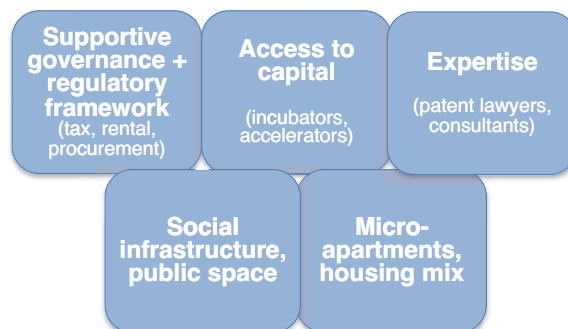 Supportive
governance +
regulatory
framework
(tax, rental,
procurement)
Access to
capital
(incubators,
accelerators)
Expertise
(patent lawyers,
consultants)
Social
infrastructure,
public space
Micro-
apartments,
housing mix